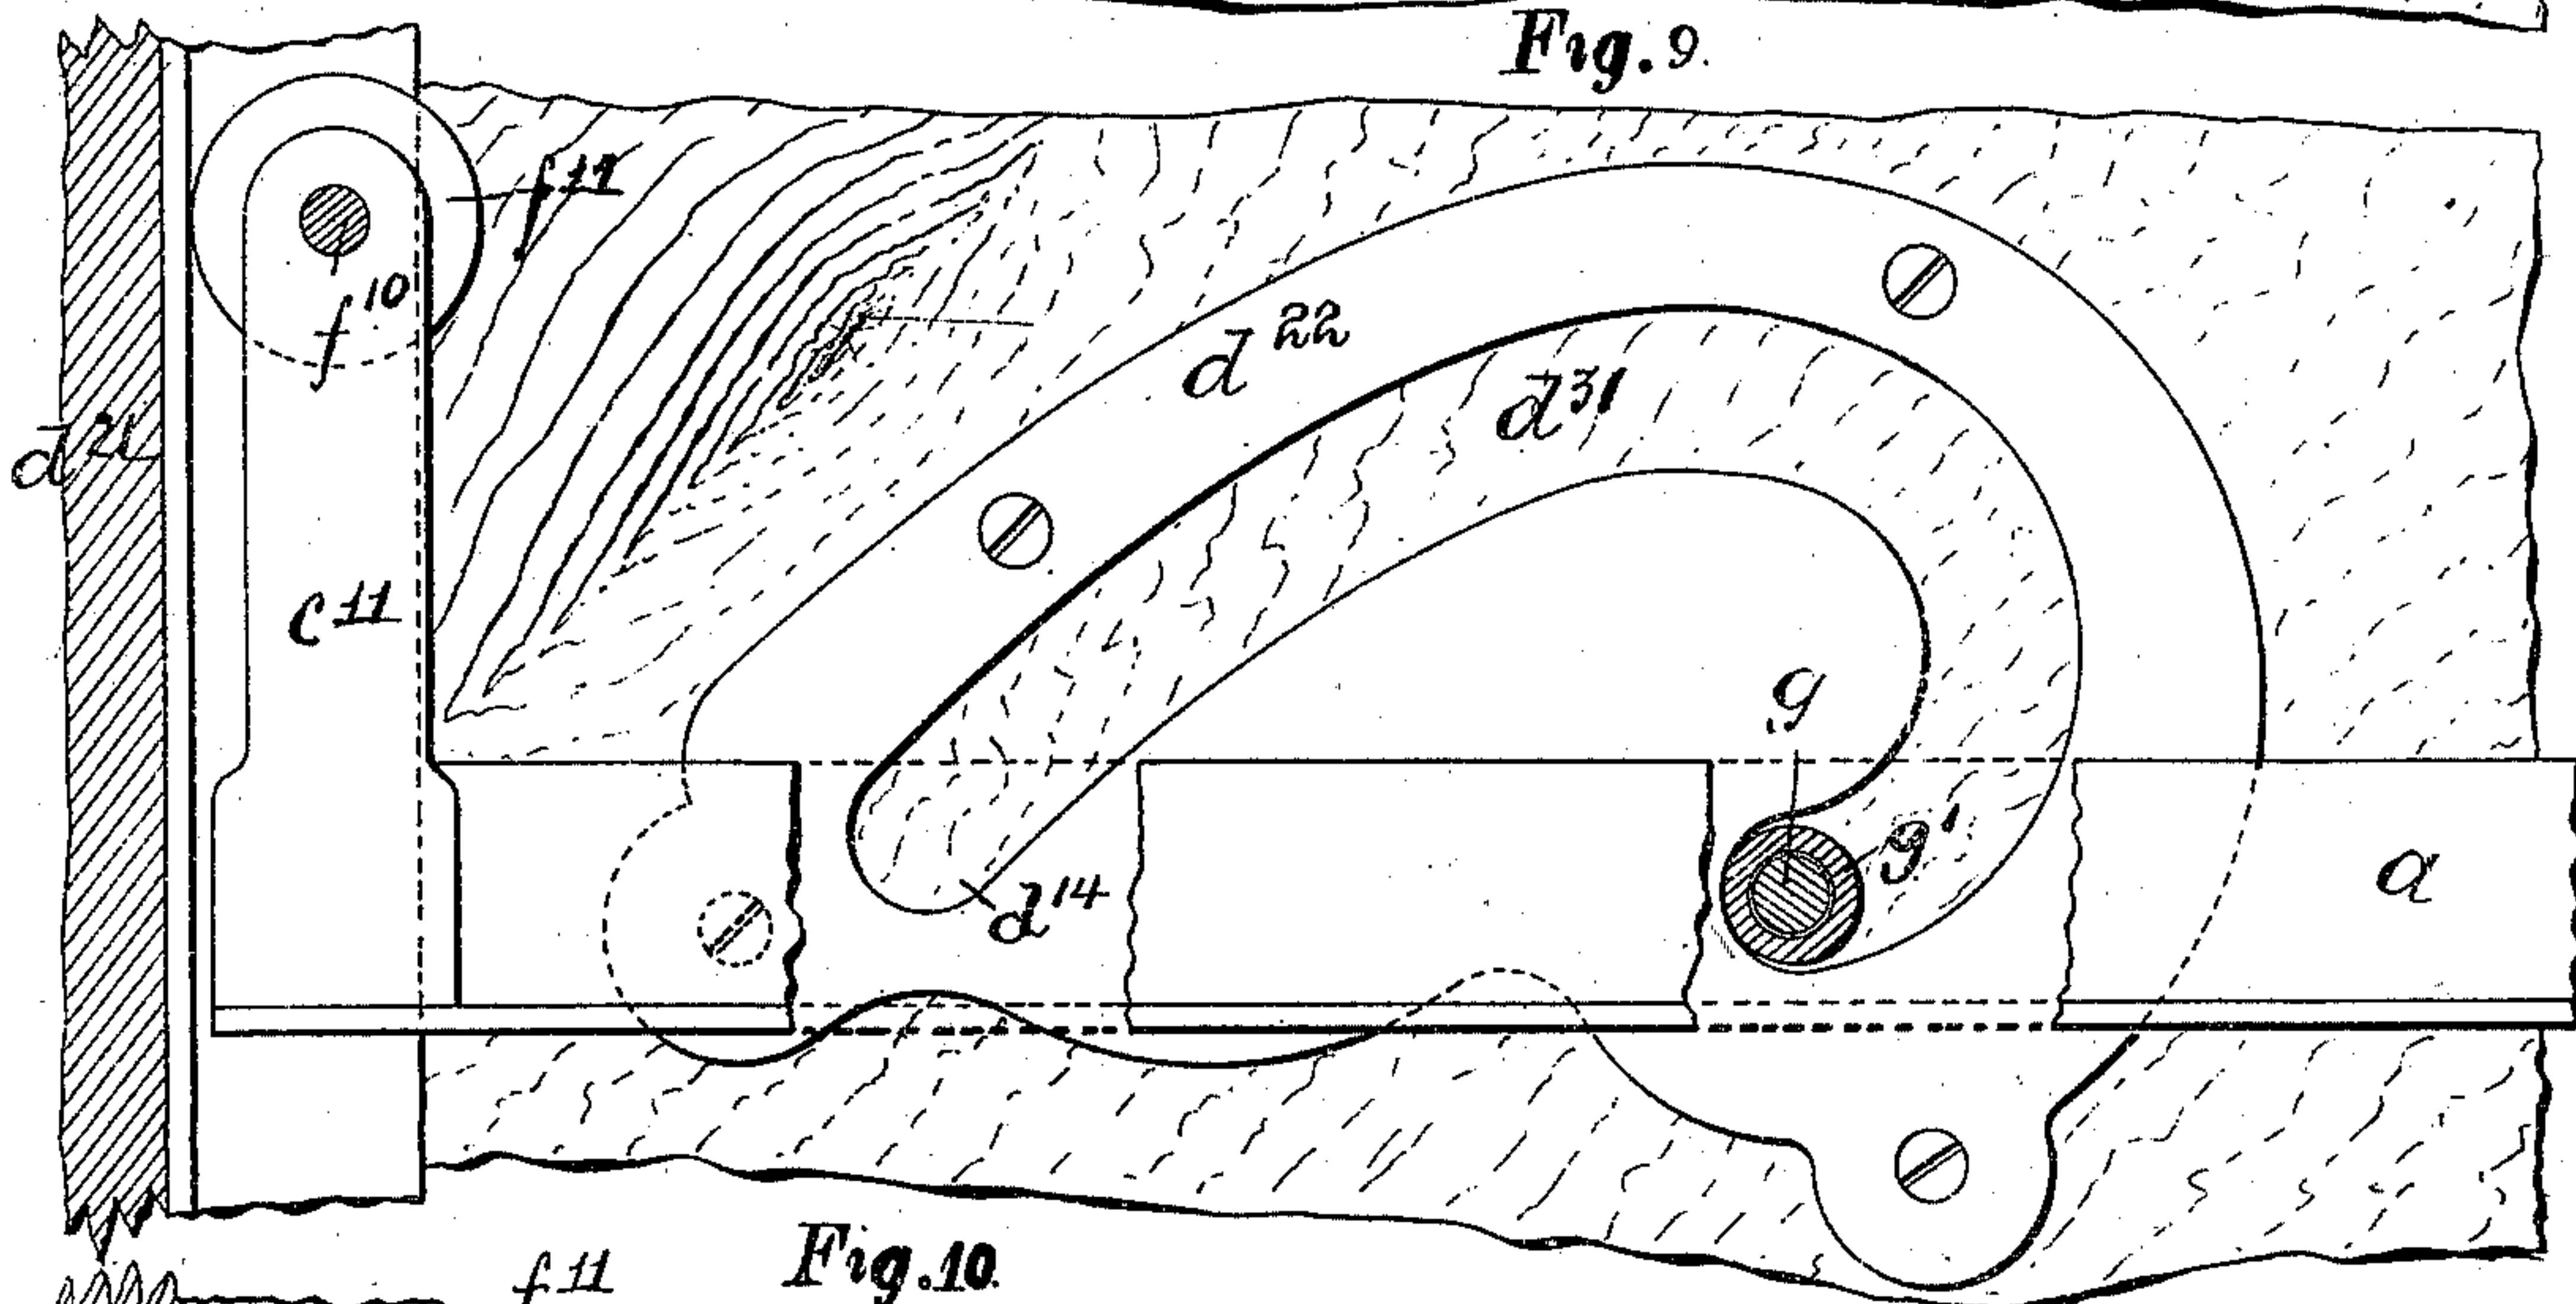 Fig. 9.
f¹¹
f¹⁰
d²²
d³¹
d²¹
c¹¹
g
g'
a
d¹⁴
Fig. 10.
f¹¹